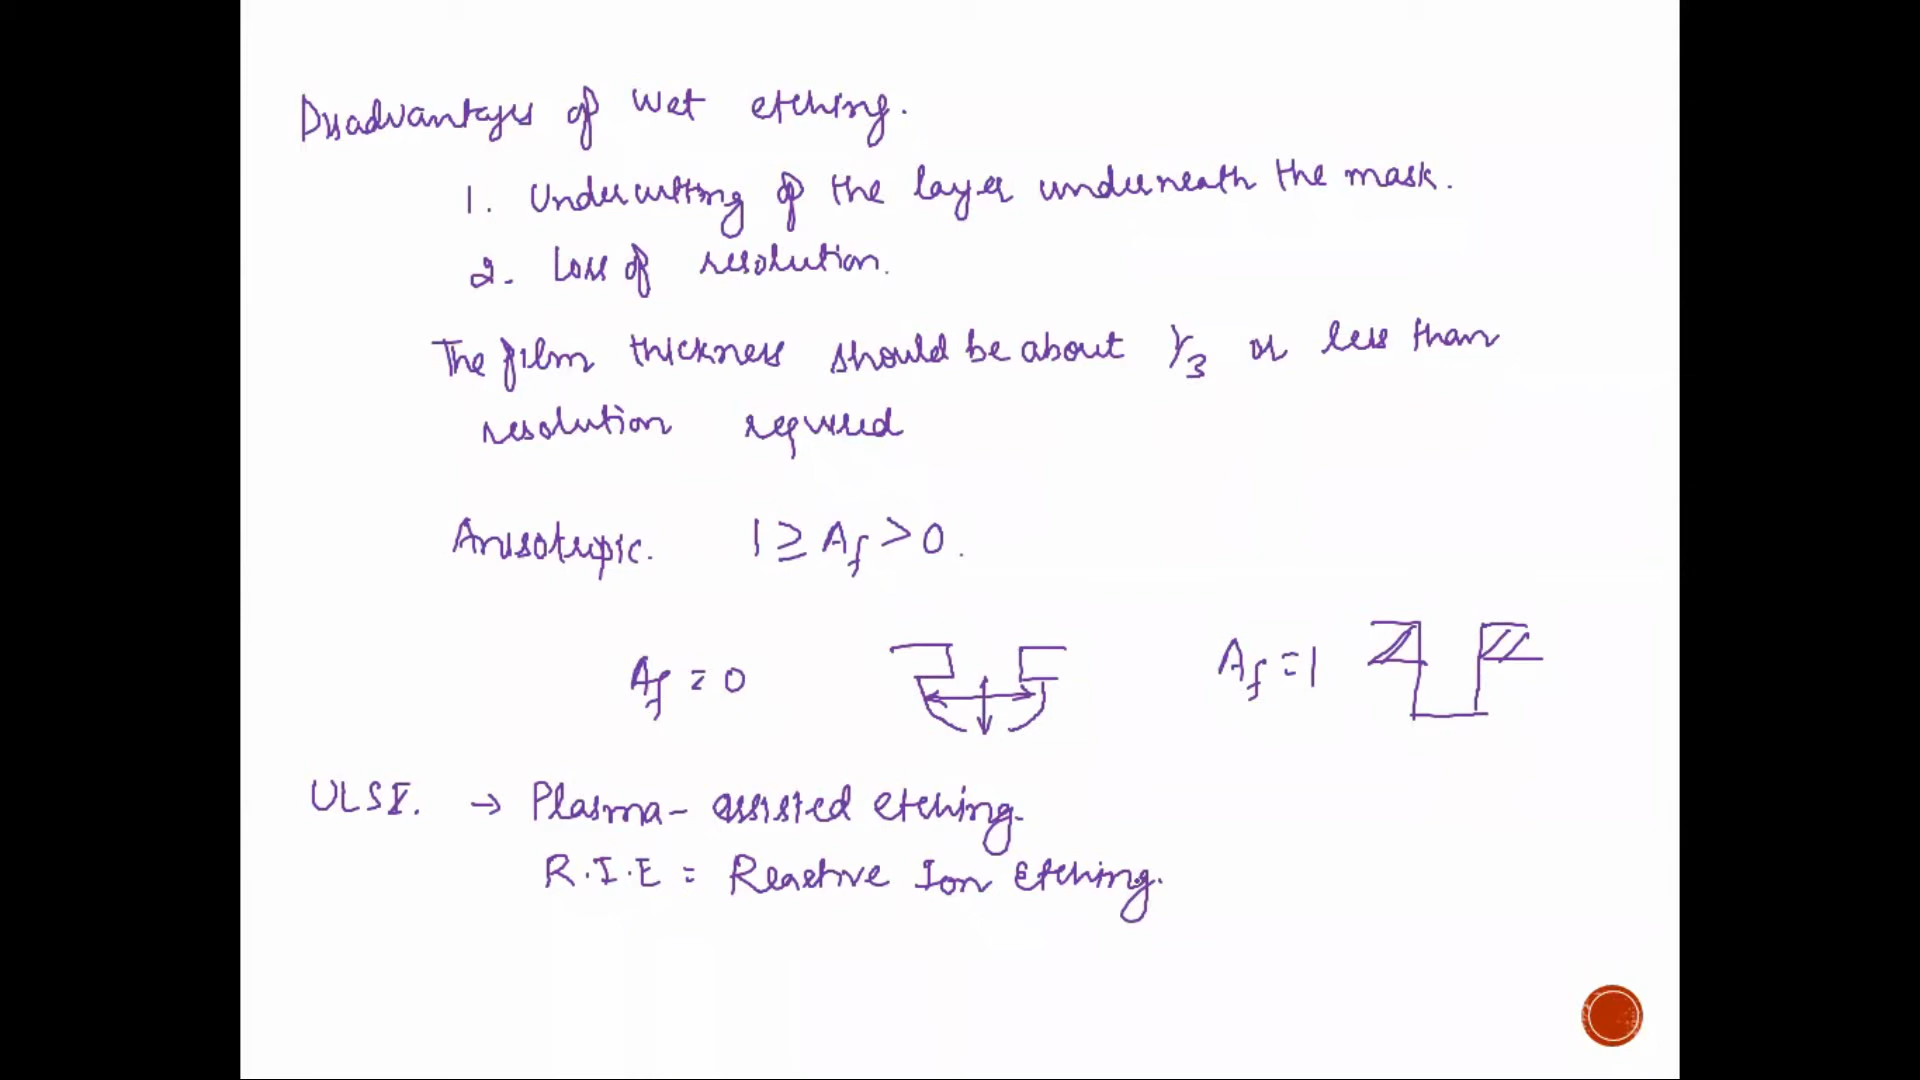 Disadvantages of wet etching.
1. Undercutting of the layer underneath the mask.
2. Loss of resolution.
The film thickness should be about 1/3 or less than
resolution required
Anisotropic. 1 ≥ Af > 0.
Af = 0 Af = 1
ULSI. → Plasma-assisted etching.
R.I.E = Reactive Ion Etching.